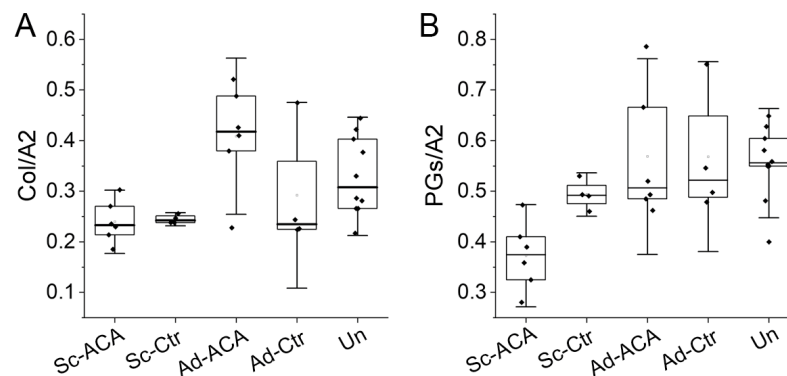 A
Col/A2
0.6
0.5
0.4
0.3
0.2
0.1
Sc-ACA
Sc-Ctr
Ad-ACA
Ad-Ctr
Un
B
PGs/A2
0.8
0.7
0.6
0.5
0.4
0.3
Sc-ACA
Sc-Ctr
Ad-ACA
Ad-Ctr
Un